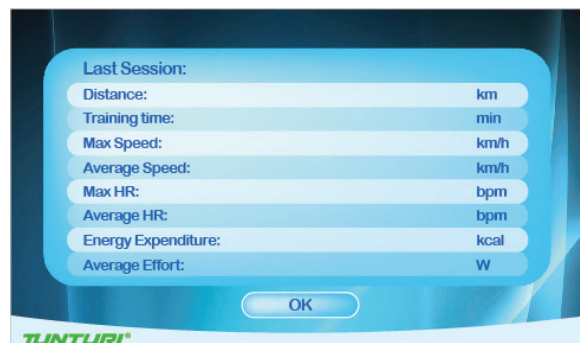 Last Session:
Distance: km
Training time: min
Max Speed: km/h
Average Speed: km/h
Max HR: bpm
Average HR: bpm
Energy Expenditure: kcal
Average Effort: W
OK
TUNTURI®